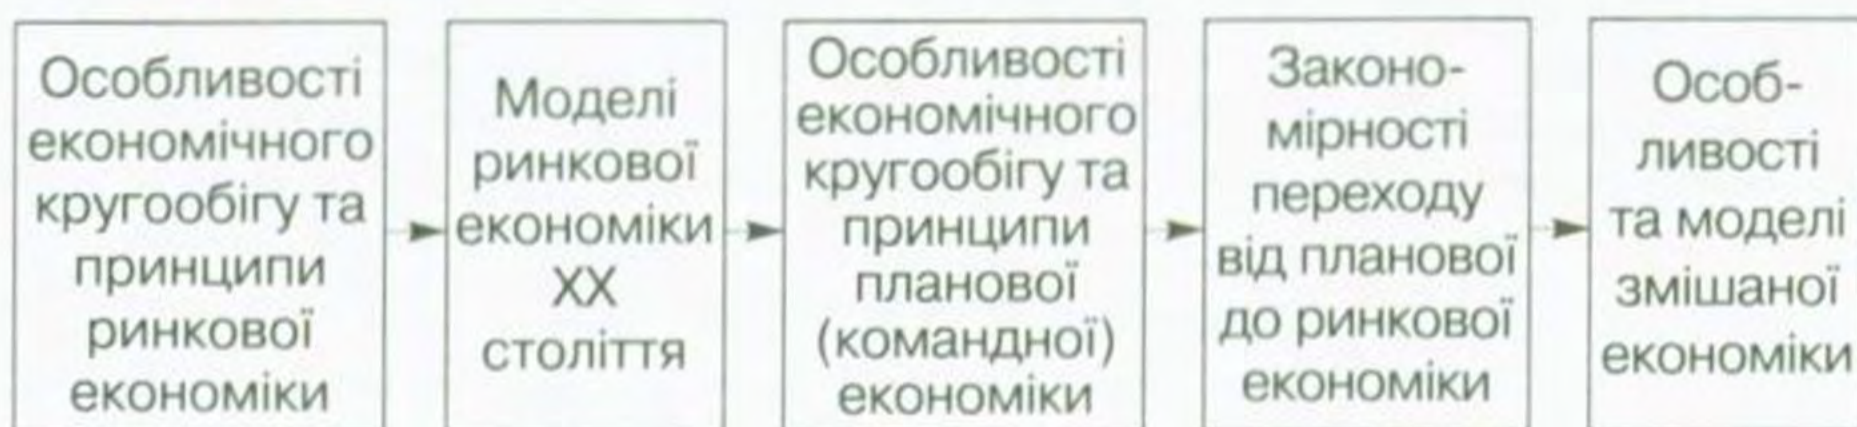 Особливості
економічного
кругообігу та
принципи
ринкової
економіки
Моделі
ринкової
економіки
XX
століття
Особливості
економічного
кругообігу та
принципи
планової
(командної)
економіки
Законо-
мірності
переходу
від планової
до ринкової
економіки
Особ-
ливості
та моделі
змішаної
економіки